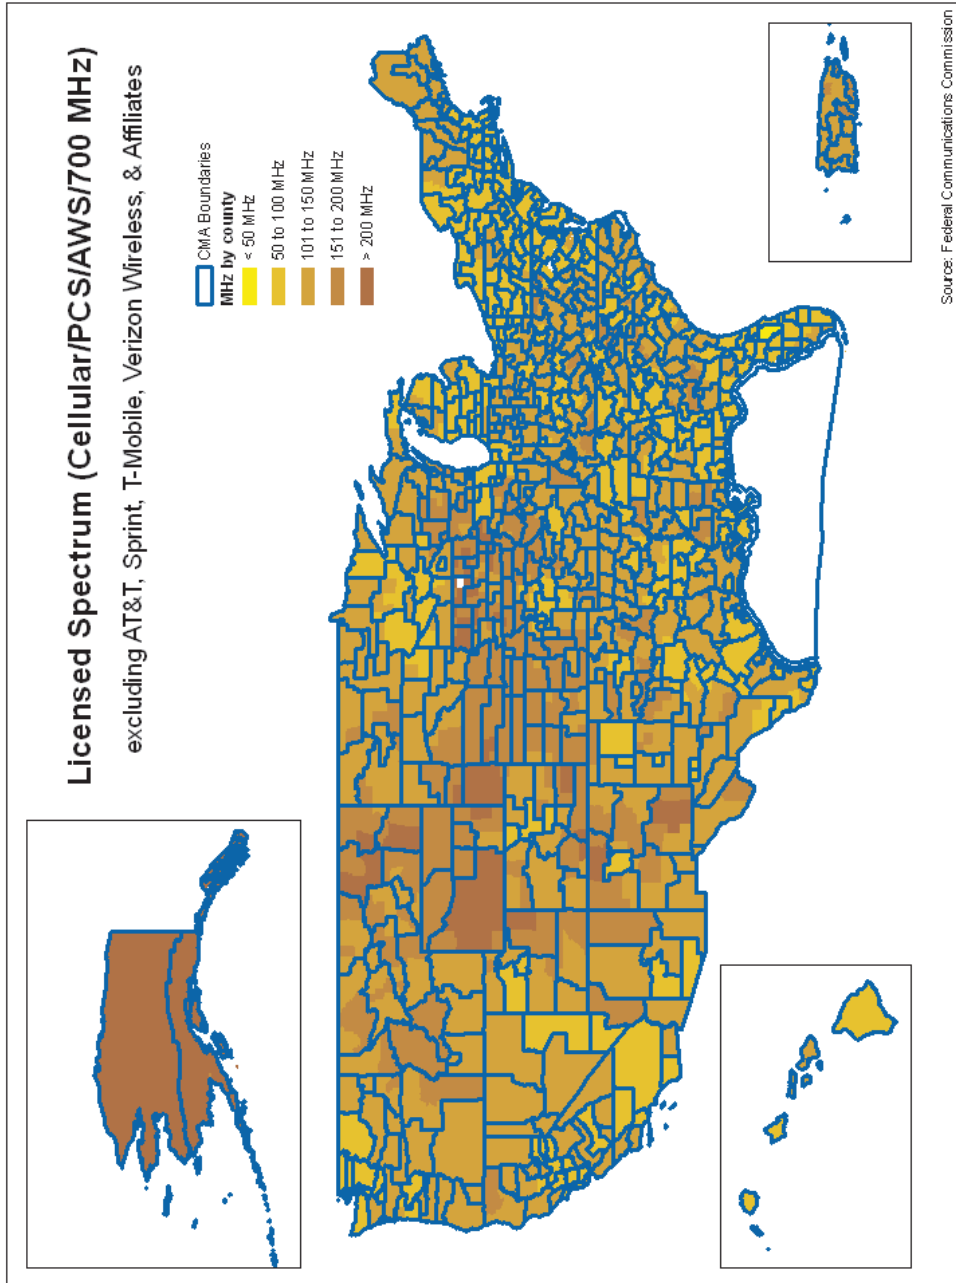 Licensed Spectrum (Cellular/PCS/AWS/700 MHz)
excluding AT&T, Sprint, T-Mobile, Verizon Wireless, & Affiliates
CMA Boundaries
MHz by county
< 50 MHz
50 to 100 MHz
101 to 150 MHz
151 to 200 MHz
> 200 MHz
Source: Federal Communications Commission